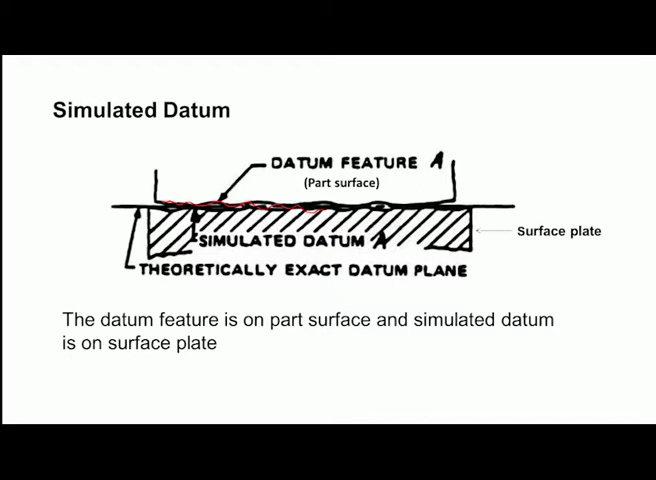 Simulated Datum
DATUM FEATURE A
(Part surface)
SIMULATED DATUM A
Surface plate
THEORETICALLY EXACT DATUM PLANE
The datum feature is on part surface and simulated datum
is on surface plate